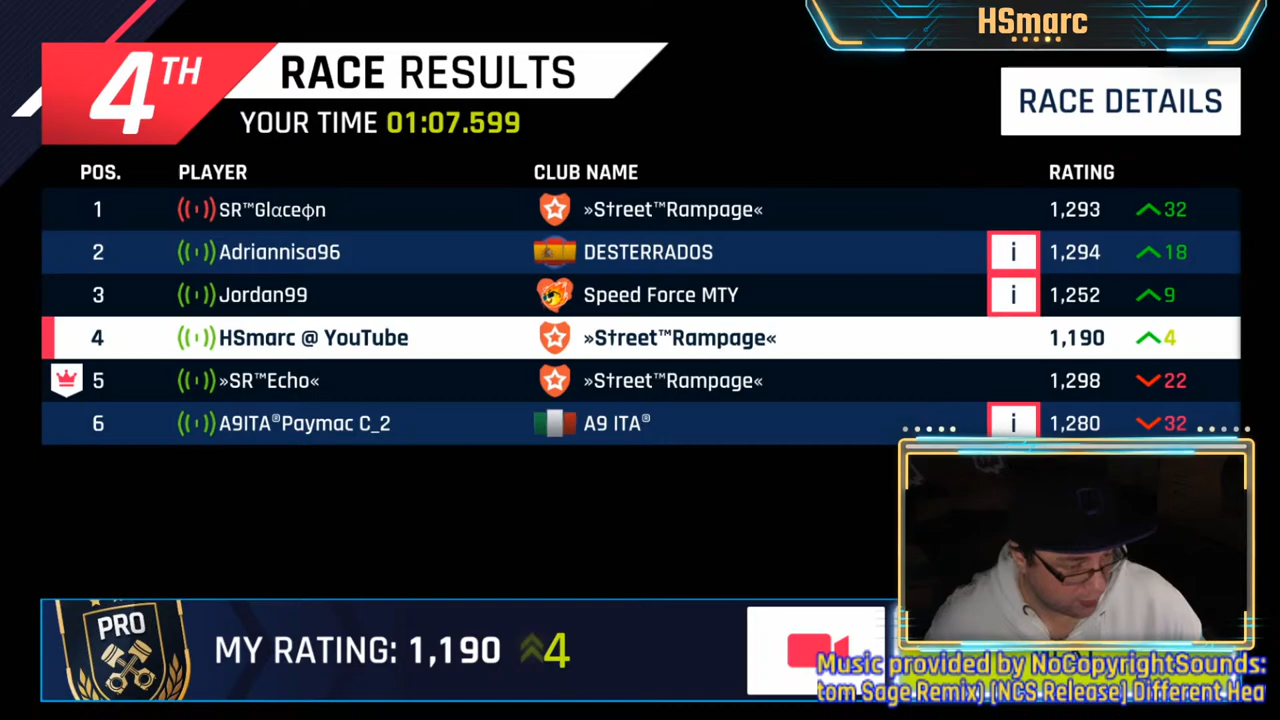 HSmarc
4TH
RACE RESULTS
YOUR TIME 01:07.599
RACE DETAILS
POS. PLAYER CLUB NAME RATING
1 SR™Glαceφn »S†reet™Rampage« 1,293 32
2 Adriannisa96 DESTERRADOS i 1,294 18
3 Jordan99 Speed Force MTY i 1,252 9
4 HSmarc @ YouTube »S†reet™Rampage« 1,190 4
5 »SR™Echo« »S†reet™Rampage« 1,298 22
6 A9ITA®Paymac C_2 A9 ITA® i 1,280 32
PRO
MY RATING: 1,190 4
Music provided by NoCopyrightSounds:
tom Sage Remix) [NCS Release] Different Hea